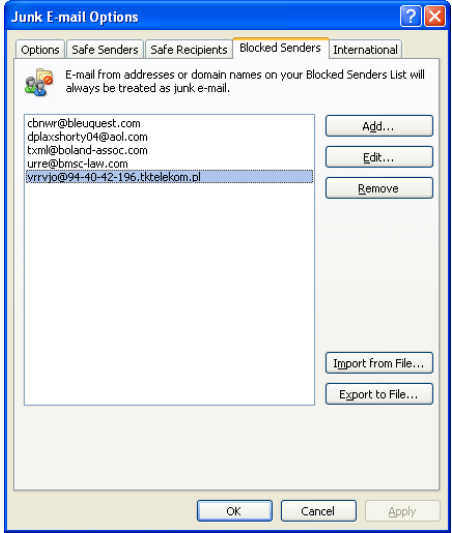 Junk E-mail Options
Options
Safe Senders
Safe Recipients
Blocked Senders
International
E-mail from addresses or domain names on your Blocked Senders List will
always be treated as junk e-mail.
cbnwr@bleuquest.com
dplaxshorty04@aol.com
txml@boland-assoc.com
urre@bmsc-law.com
yrrvjo@94-40-42-196.tktelekom.pl
Add...
Edit...
Remove
Import from File...
Export to File...
OK
Cancel
Apply